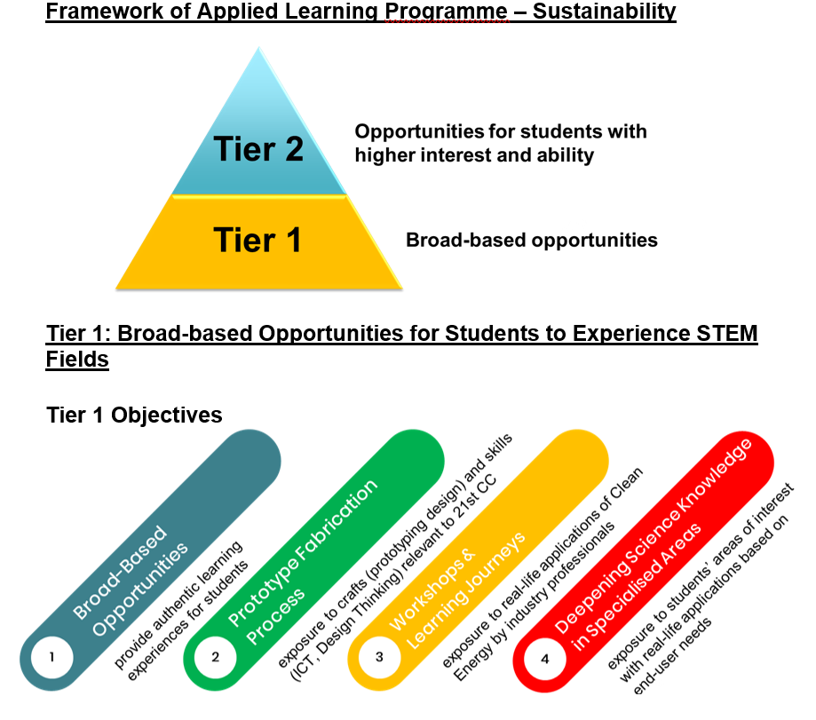 Framework of Applied Learning Programme – Sustainability
Tier 2
Opportunities for students with
higher interest and ability
Tier 1
Broad-based opportunities
Tier 1: Broad-based Opportunities for Students to Experience STEM
Fields
Tier 1 Objectives
1
Broad-Based
Opportunities
provide authentic learning
experiences for students
2
Prototype Fabrication
Process
exposure to crafts (prototyping design) and skills
(ICT, Design Thinking) relevant to 21st CC
3
Workshops &
Learning Journeys
exposure to real-life applications of Clean
Energy by industry professionals
4
Deepening Science Knowledge
in Specialised Areas
exposure to students' areas of interest
with real-life applications based on
end-user needs